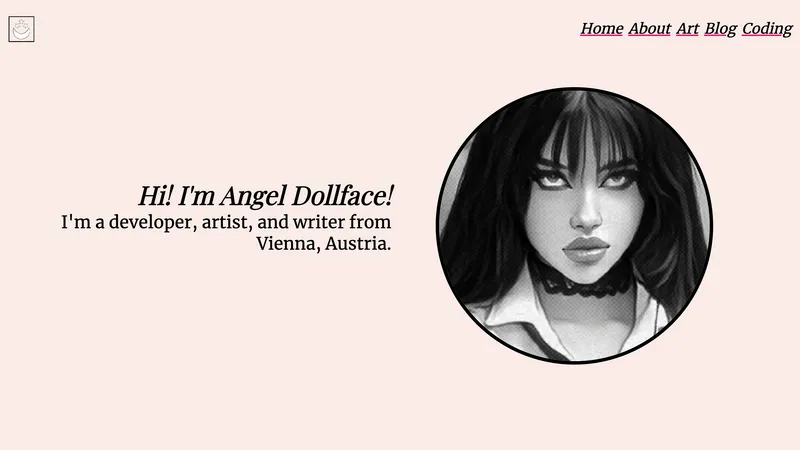 Home About Art Blog Coding
Hi! I'm Angel Dollface!
I'm a developer, artist, and writer from
Vienna, Austria.